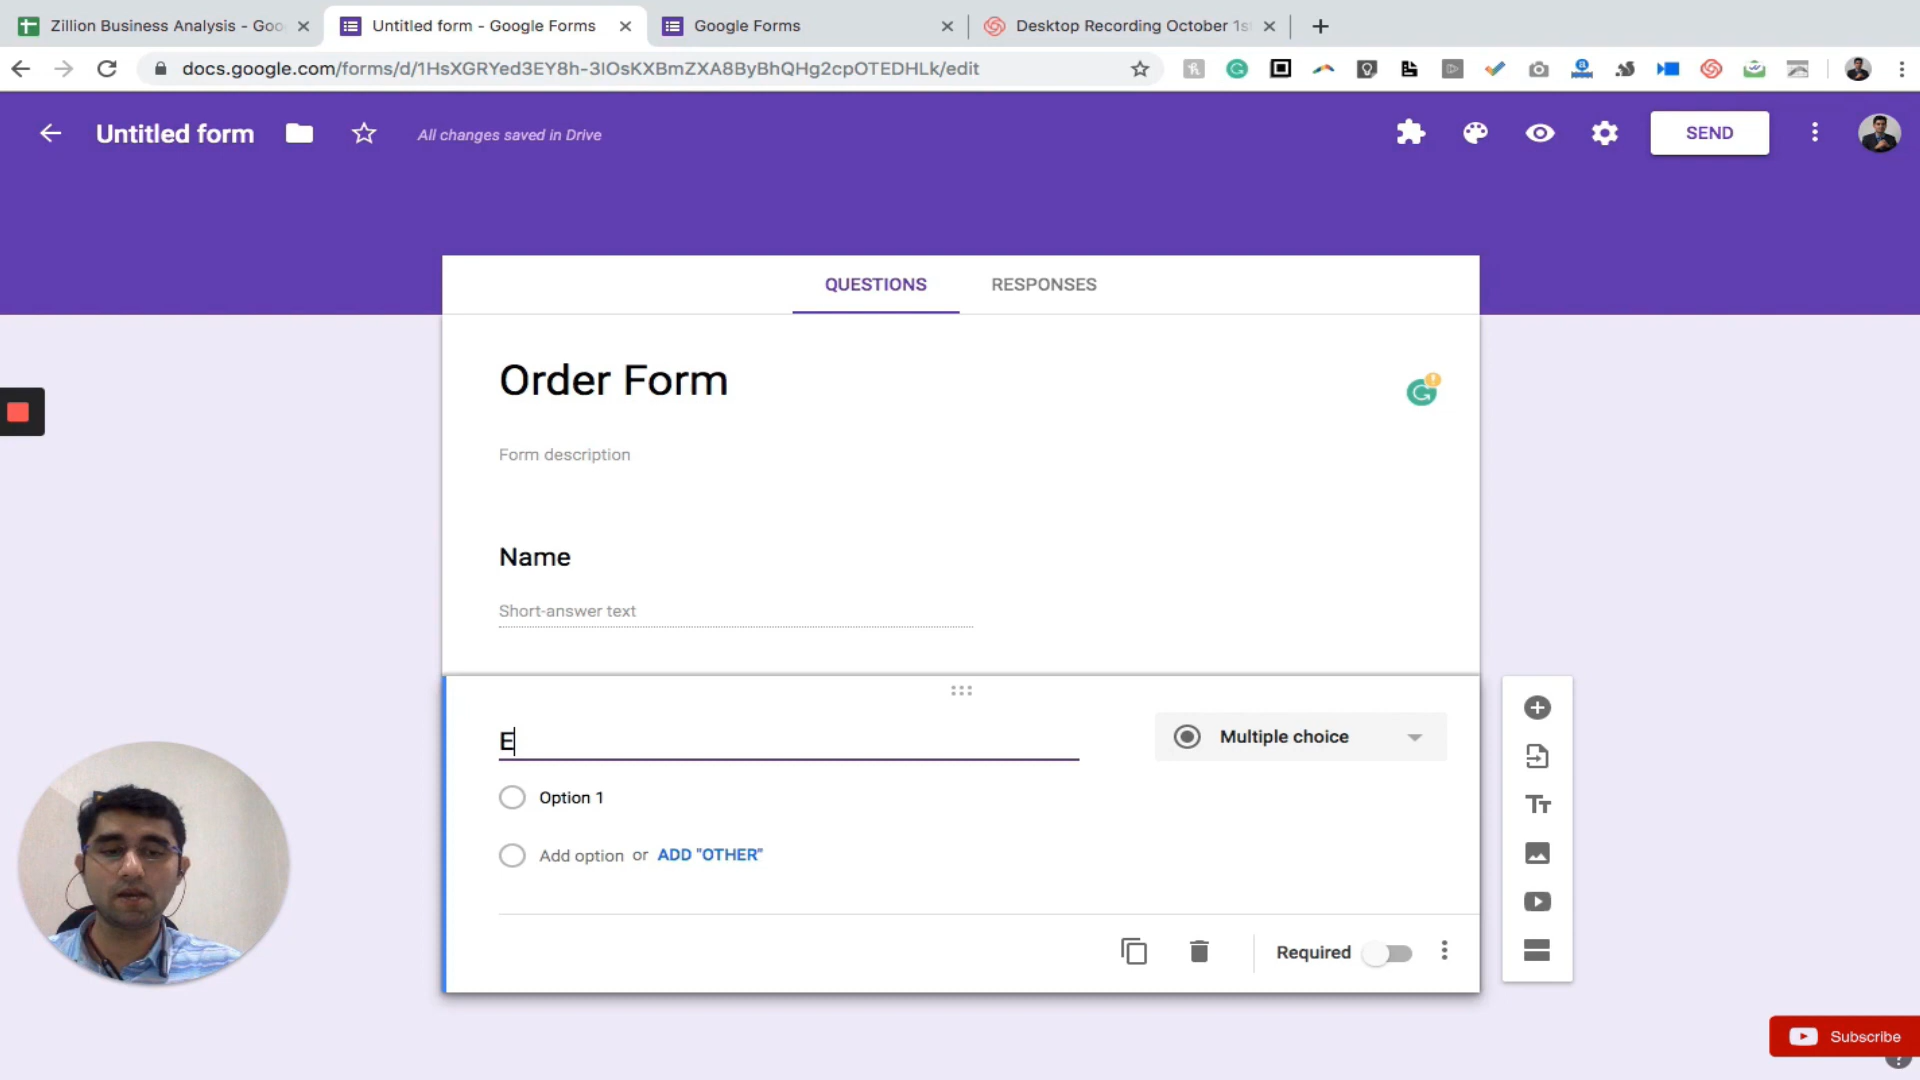 Zillion Business Analysis - Goo
Untitled form - Google Forms
Google Forms
Desktop Recording October 1st
docs.google.com/forms/d/1HsXGRYed3EY8h-3lOsKXBmZXA8ByBhQHg2cpOTEDHLk/edit
Untitled form
All changes saved in Drive
SEND
QUESTIONS
RESPONSES
Order Form
Form description
Name
Short-answer text
E
Multiple choice
Option 1
Add option or ADD "OTHER"
Required
Subscribe